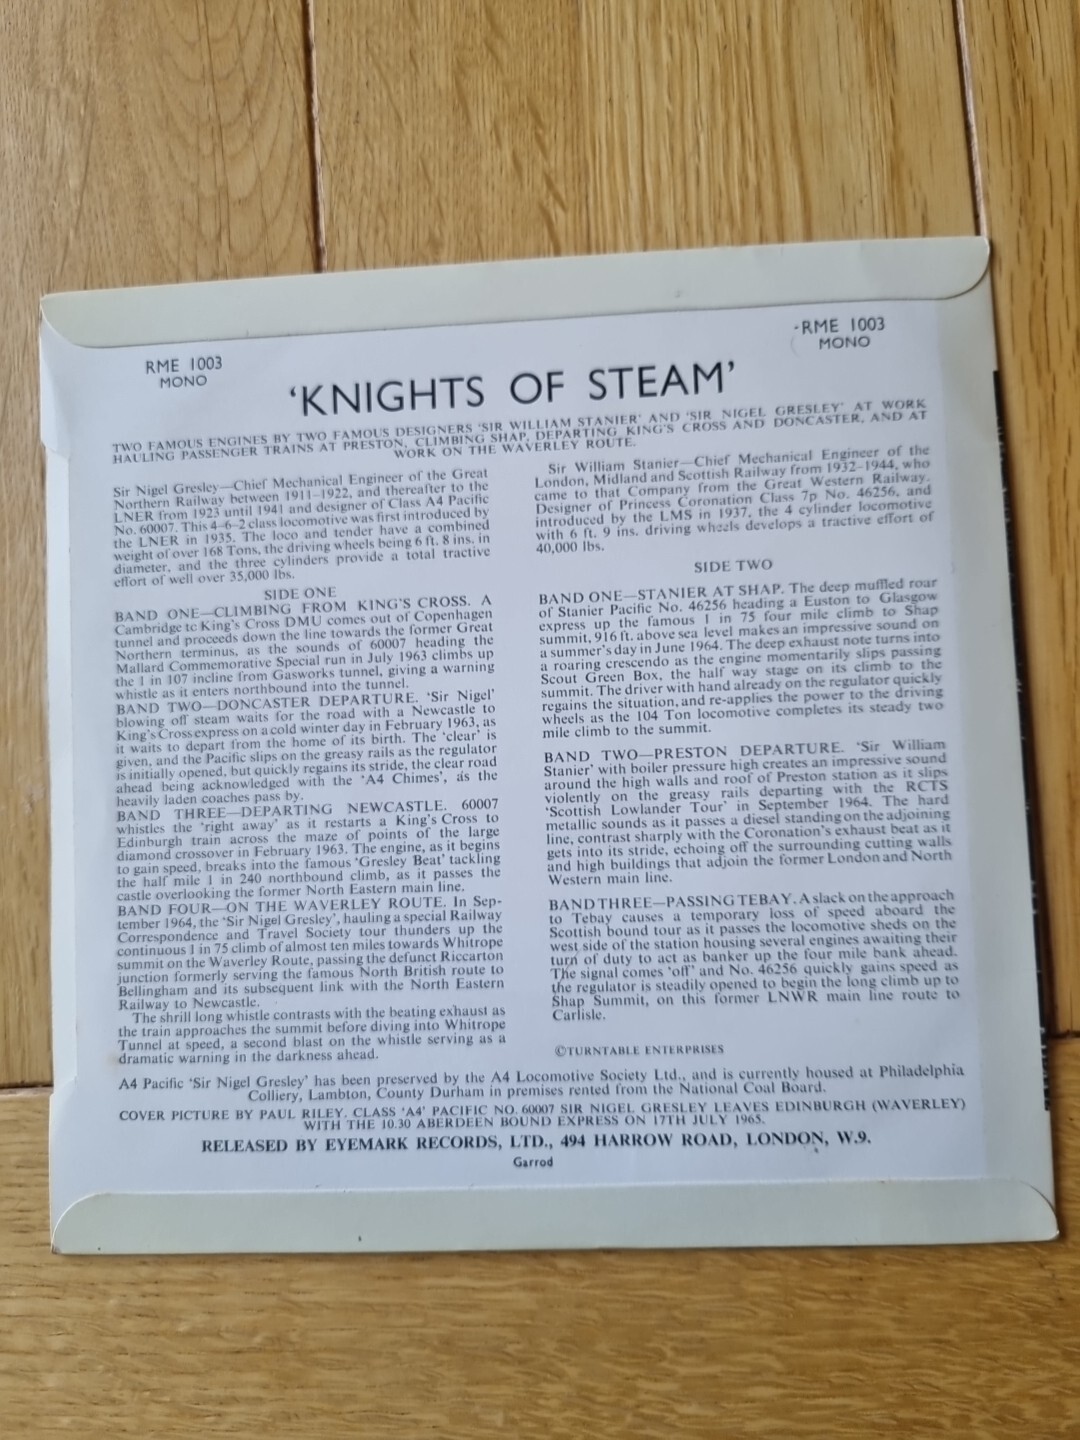 RME 1003
MONO
-RME 1003
MONO
'KNIGHTS OF STEAM'
TWO FAMOUS ENGINES BY TWO FAMOUS DESIGNERS 'SIR WILLIAM STANIER' AND 'SIR NIGEL GRESLEY' AT WORK
HAULING PASSENGER TRAINS AT PRESTON, CLIMBING SHAP, DEPARTING KING'S CROSS AND DONCASTER, AND AT
WORK ON THE WAVERLEY ROUTE.
Sir Nigel Gresley—Chief Mechanical Engineer of the Great
Northern Railway between 1911-1922, and thereafter to the
LNER from 1923 until 1941 and designer of Class A4 Pacific
No. 60007. This 4-6-2 class locomotive was first introduced by
the LNER in 1935. The loco and tender have a combined
weight of over 168 Tons, the driving wheels being 6 ft. 8 ins. in
diameter, and the three cylinders provide a total tractive
effort of well over 35,000 lbs.
SIDE ONE
BAND ONE—CLIMBING FROM KING'S CROSS. A
Cambridge to King's Cross DMU comes out of Copenhagen
tunnel and proceeds down the line towards the former Great
Northern terminus, as the sounds of 60007 heading the
Mallard Commemorative Special run in July 1963 climbs up
the 1 in 107 incline from Gasworks tunnel, giving a warning
whistle as it enters northbound into the tunnel.
BAND TWO—DONCASTER DEPARTURE. 'Sir Nigel'
blowing off steam waits for the road with a Newcastle to
King's Cross express on a cold winter day in February 1963, as
it waits to depart from the home of its birth. The 'clear' is
given, and the Pacific slips on the greasy rails as the regulator
is initially opened, but quickly regains its stride, the clear road
ahead being acknowledged with the 'A4 Chimes', as the
heavily laden coaches pass by.
BAND THREE—DEPARTING NEWCASTLE. 60007
whistles the 'right away' as it restarts a King's Cross to
Edinburgh train across the maze of points of the large
diamond crossover in February 1963. The engine, as it begins
to gain speed, breaks into the famous 'Gresley Beat' tackling
the half mile 1 in 240 northbound climb, as it passes the
castle overlooking the former North Eastern main line.
BAND FOUR—ON THE WAVERLEY ROUTE. In Sep-
tember 1964, the 'Sir Nigel Gresley', hauling a special Railway
Correspondence and Travel Society tour thunders up the
continuous 1 in 75 climb of almost ten miles towards Whitrope
summit on the Waverley Route, passing the defunct Riccarton
junction formerly serving the famous North British route to
Bellingham and its subsequent link with the North Eastern
Railway to Newcastle.
The shrill long whistle contrasts with the beating exhaust as
the train approaches the summit before diving into Whitrope
Tunnel at speed, a second blast on the whistle serving as a
dramatic warning in the darkness ahead.
Sir William Stanier—Chief Mechanical Engineer of the
London, Midland and Scottish Railway from 1932-1944, who
came to that Company from the Great Western Railway.
Designer of Princess Coronation Class 7p No. 46256, and
introduced by the LMS in 1937, the 4 cylinder locomotive
with 6 ft. 9 ins. driving wheels develops a tractive effort of
40,000 lbs.
SIDE TWO
BAND ONE—STANIER AT SHAP. The deep muffled roar
of Stanier Pacific No. 46256 heading a Euston to Glasgow
express up the famous 1 in 75 four mile climb to Shap
summit, 916 ft. above sea level makes an impressive sound on
a summer's day in June 1964. The deep exhaust note turns into
a roaring crescendo as the engine momentarily slips passing
Scout Green Box, the half way stage on its climb to the
summit. The driver with hand already on the regulator quickly
regains the situation, and re-applies the power to the driving
wheels as the 104 Ton locomotive completes its steady two
mile climb to the summit.
BAND TWO—PRESTON DEPARTURE. 'Sir William
Stanier' with boiler pressure high creates an impressive sound
around the high walls and roof of Preston station as it slips
violently on the greasy rails departing with the RCTS
'Scottish Lowlander Tour' in September 1964. The hard
metallic sounds as it passes a diesel standing on the adjoining
line, contrast sharply with the Coronation's exhaust beat as it
gets into its stride, echoing off the surrounding cutting walls
and high buildings that adjoin the former London and North
Western main line.
BAND THREE—PASSING TEBAY. A slack on the approach
to Tebay causes a temporary loss of speed aboard the
Scottish bound tour as it passes the locomotive sheds on the
west side of the station housing several engines awaiting their
turn of duty to act as banker up the four mile bank ahead.
The signal comes 'off' and No. 46256 quickly gains speed as
the regulator is steadily opened to begin the long climb up to
Shap Summit, on this former LNWR main line route to
Carlisle.
©TURNTABLE ENTERPRISES
A4 Pacific 'Sir Nigel Gresley' has been preserved by the A4 Locomotive Society Ltd., and is currently housed at Philadelphia
Colliery, Lambton, County Durham in premises rented from the National Coal Board.
COVER PICTURE BY PAUL RILEY. CLASS 'A4' PACIFIC NO. 60007 SIR NIGEL GRESLEY LEAVES EDINBURGH (WAVERLEY)
WITH THE 10.30 ABERDEEN BOUND EXPRESS ON 17TH JULY 1965.
RELEASED BY EYEMARK RECORDS, LTD., 494 HARROW ROAD, LONDON, W.9.
Garrod